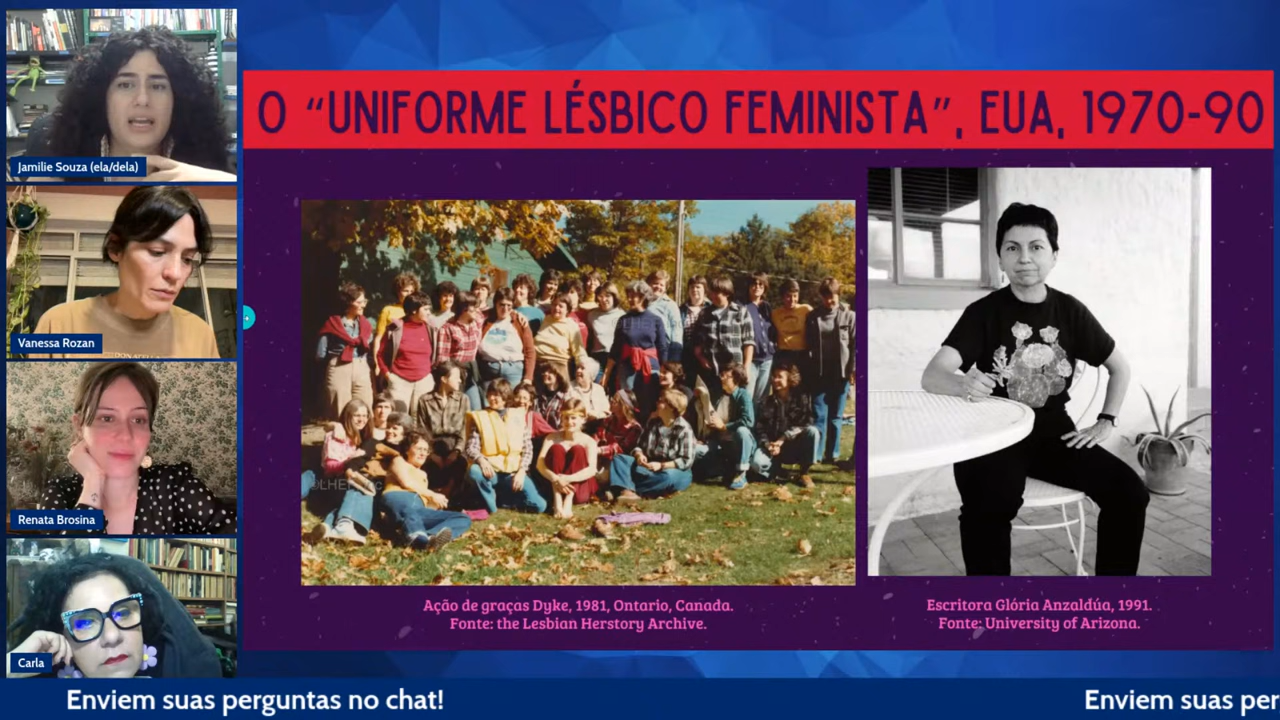 O “UNIFORME LÉSBICO FEMINISTA”, EUA, 1970-90
Jamilie Souza (ela/dela)
Vanessa Rozan
Renata Brosina
Carla
Ação de graças Dyke, 1981, Ontario, Canada.
Fonte: the Lesbian Herstory Archive.
Escritora Glória Anzaldúa, 1991.
Fonte: University of Arizona.
Enviem suas perguntas no chat!
Enviem suas per